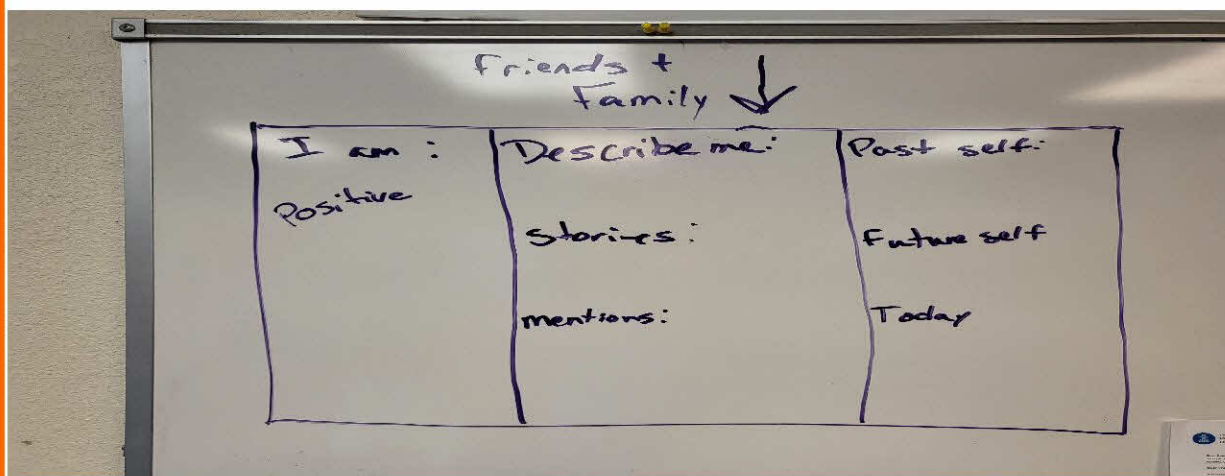 Friends +
Family
I am :
Positive
Describe me:
Stories:
mentions:
Past self:
Future self
Today